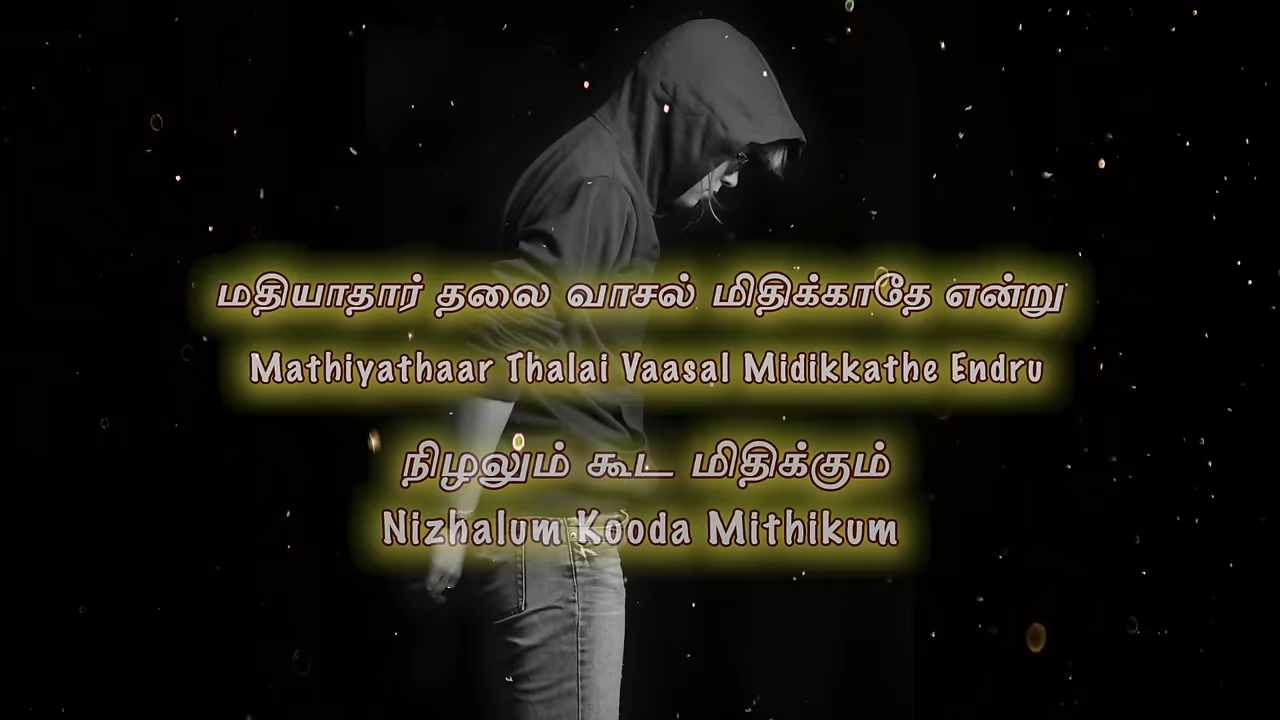 மதியாதார் தலை வாசல் மிதிக்காதே என்று
Mathiyathaar Thalai Vaasal Midikkathe Endru
நிழலும் கூட மிதிக்கும்
Nizhalum Kooda Mithikum